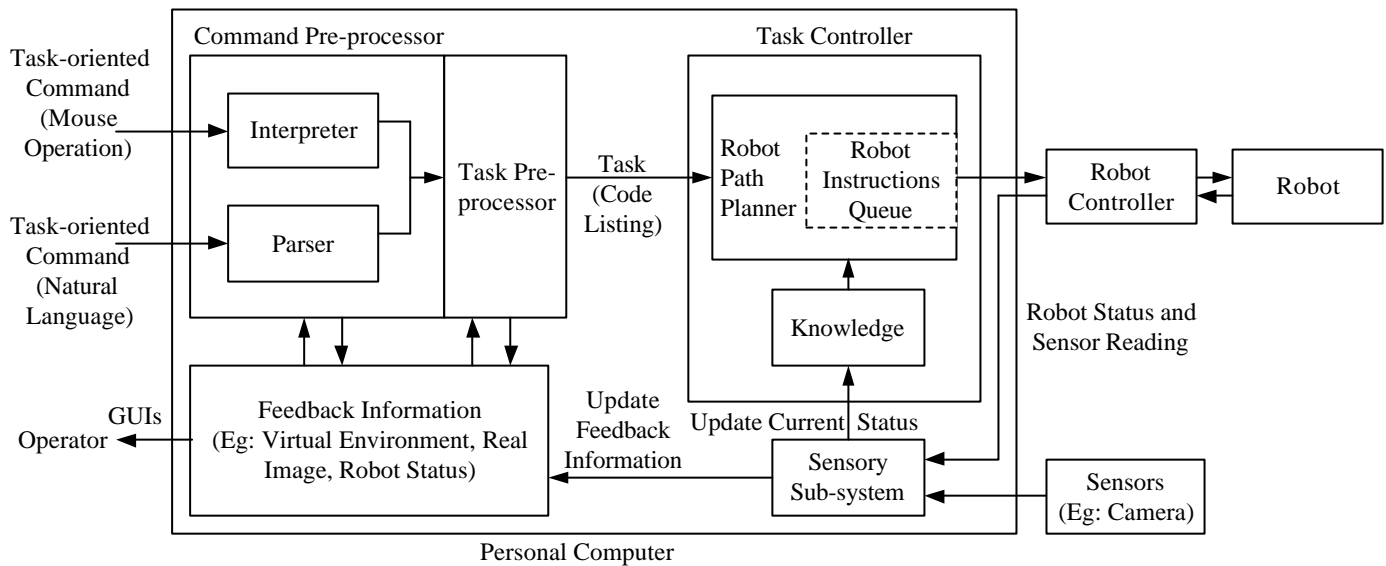 Command Pre-processor
Task Controller
Task-oriented
Command
(Mouse
Operation)
Interpreter
Task-oriented
Command
(Natural
Language)
Parser
Task Pre-
processor
Task
(Code
Listing)
Robot
Path
Planner
Robot
Instructions
Queue
Robot
Controller
Robot
Knowledge
Robot Status and
Sensor Reading
GUIs
Operator
Feedback Information
(Eg: Virtual Environment, Real
Image, Robot Status)
Update
Feedback
Information
Update Current Status
Sensory
Sub-system
Sensors
(Eg: Camera)
Personal Computer